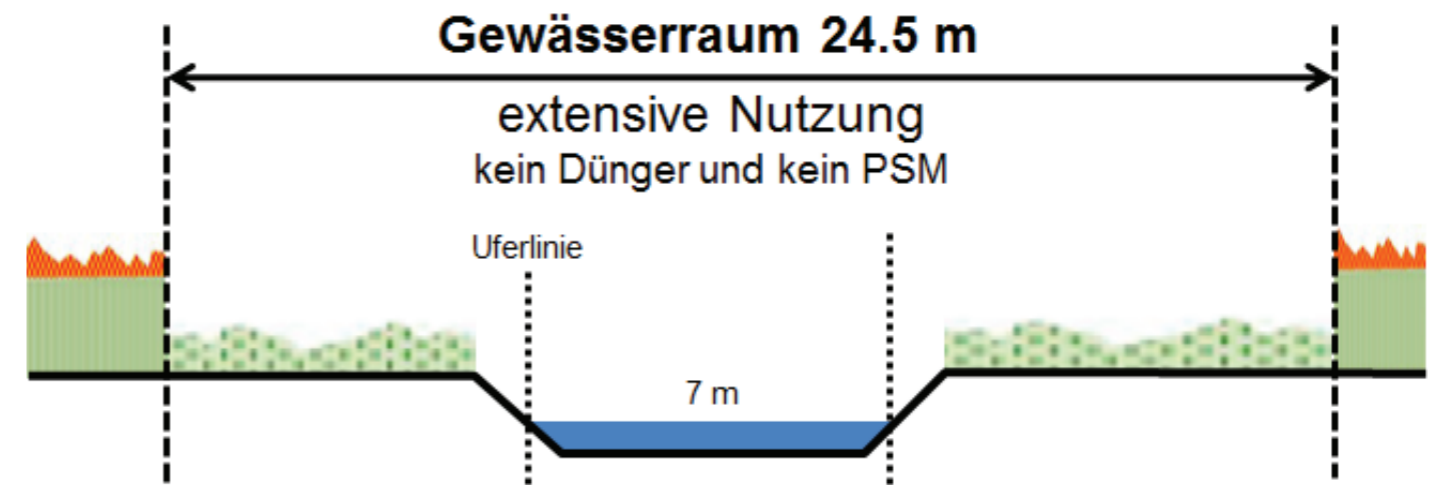 Gewässerraum 24.5 m
extensive Nutzung
kein Dünger und kein PSM
Uferlinie
7 m